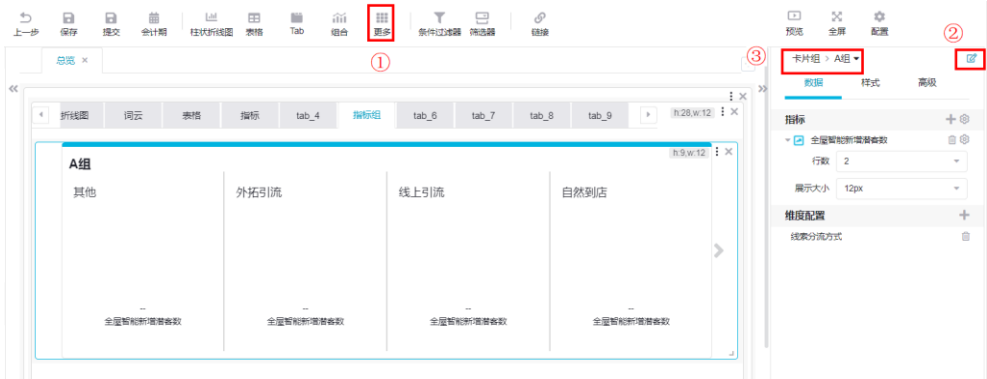 上一步 保存 提交 会计期 柱状折线图 表格 Tab 组合 更多 条件过滤器 筛选器 链接 预览 全屏 配置
②
总览 ×
①
③
卡片组 > A组
数据 样式 高级
折线图 词云 表格 指标 tab_4 指标组 tab_6 tab_7 tab_8 tab_9 h:28,w:12
指标
全屋智能新增潜客数
行数 2
展示大小 12px
维度配置
线索分流方式
h:9,w:12
A组
其他 外拓引流 线上引流 自然到店
-- -- -- --
全屋智能新增潜客数 全屋智能新增潜客数 全屋智能新增潜客数 全屋智能新增潜客数